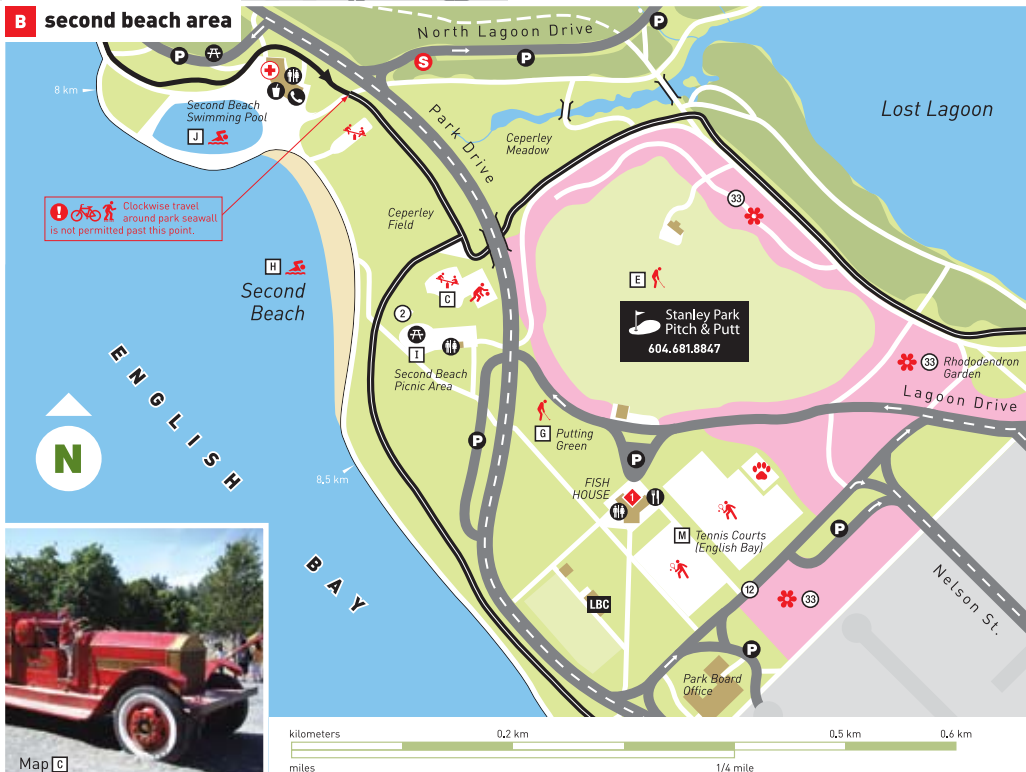 B second beach area
North Lagoon Drive
P
P
P
S
8 km
Second Beach
Swimming Pool
J
Park Drive
Ceperley
Meadow
Lost Lagoon
! Clockwise travel
around park seawall
is not permitted past this point.
33
Ceperley
Field
H
Second
Beach
E
C
2
Stanley Park
Pitch & Putt
604.681.8847
I
Second Beach
Picnic Area
33
Rhododendron
Garden
Lagoon Drive
ENGLISH
BAY
N
G Putting
Green
P
P
8.5 km
FISH
HOUSE
1
M Tennis Courts
(English Bay)
P
Nelson St.
12
33
LBC
P
Park Board
Office
Map C
kilometers 0.2 km 0.5 km 0.6 km
miles 1/4 mile